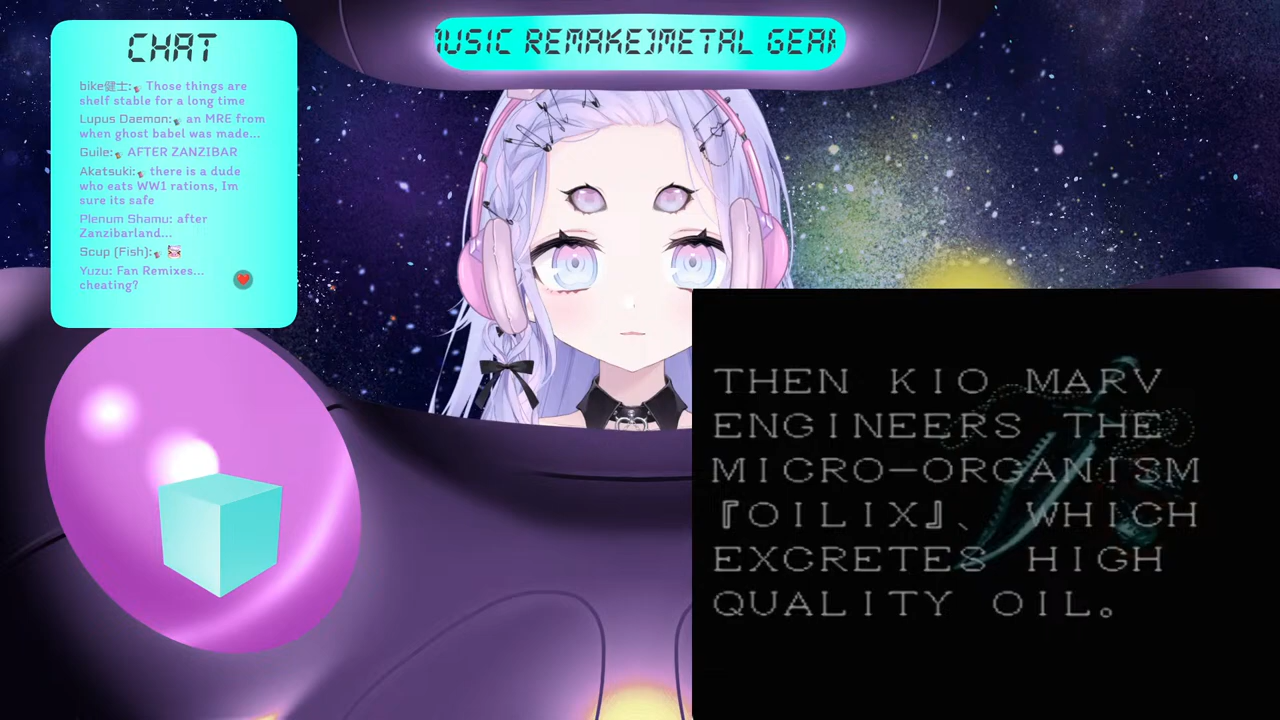 CHAT
MUSIC REMAKE]METAL GEAR
bike健士: Those things are
shelf stable for a long time
Lupus Daemon: an MRE from
when ghost babel was made...
Guile: AFTER ZANZIBAR
Akatsuki: there is a dude
who eats WW1 rations, Im
sure its safe
Plenum Shamu: after
Zanzibarland...
Scup (Fish):
Yuzu: Fan Remixes...
cheating?
THEN KIO MARV
ENGINEERS THE
MICRO-ORGANISM
『OILIX』、 WHICH
EXCRETES HIGH
QUALITY OIL。